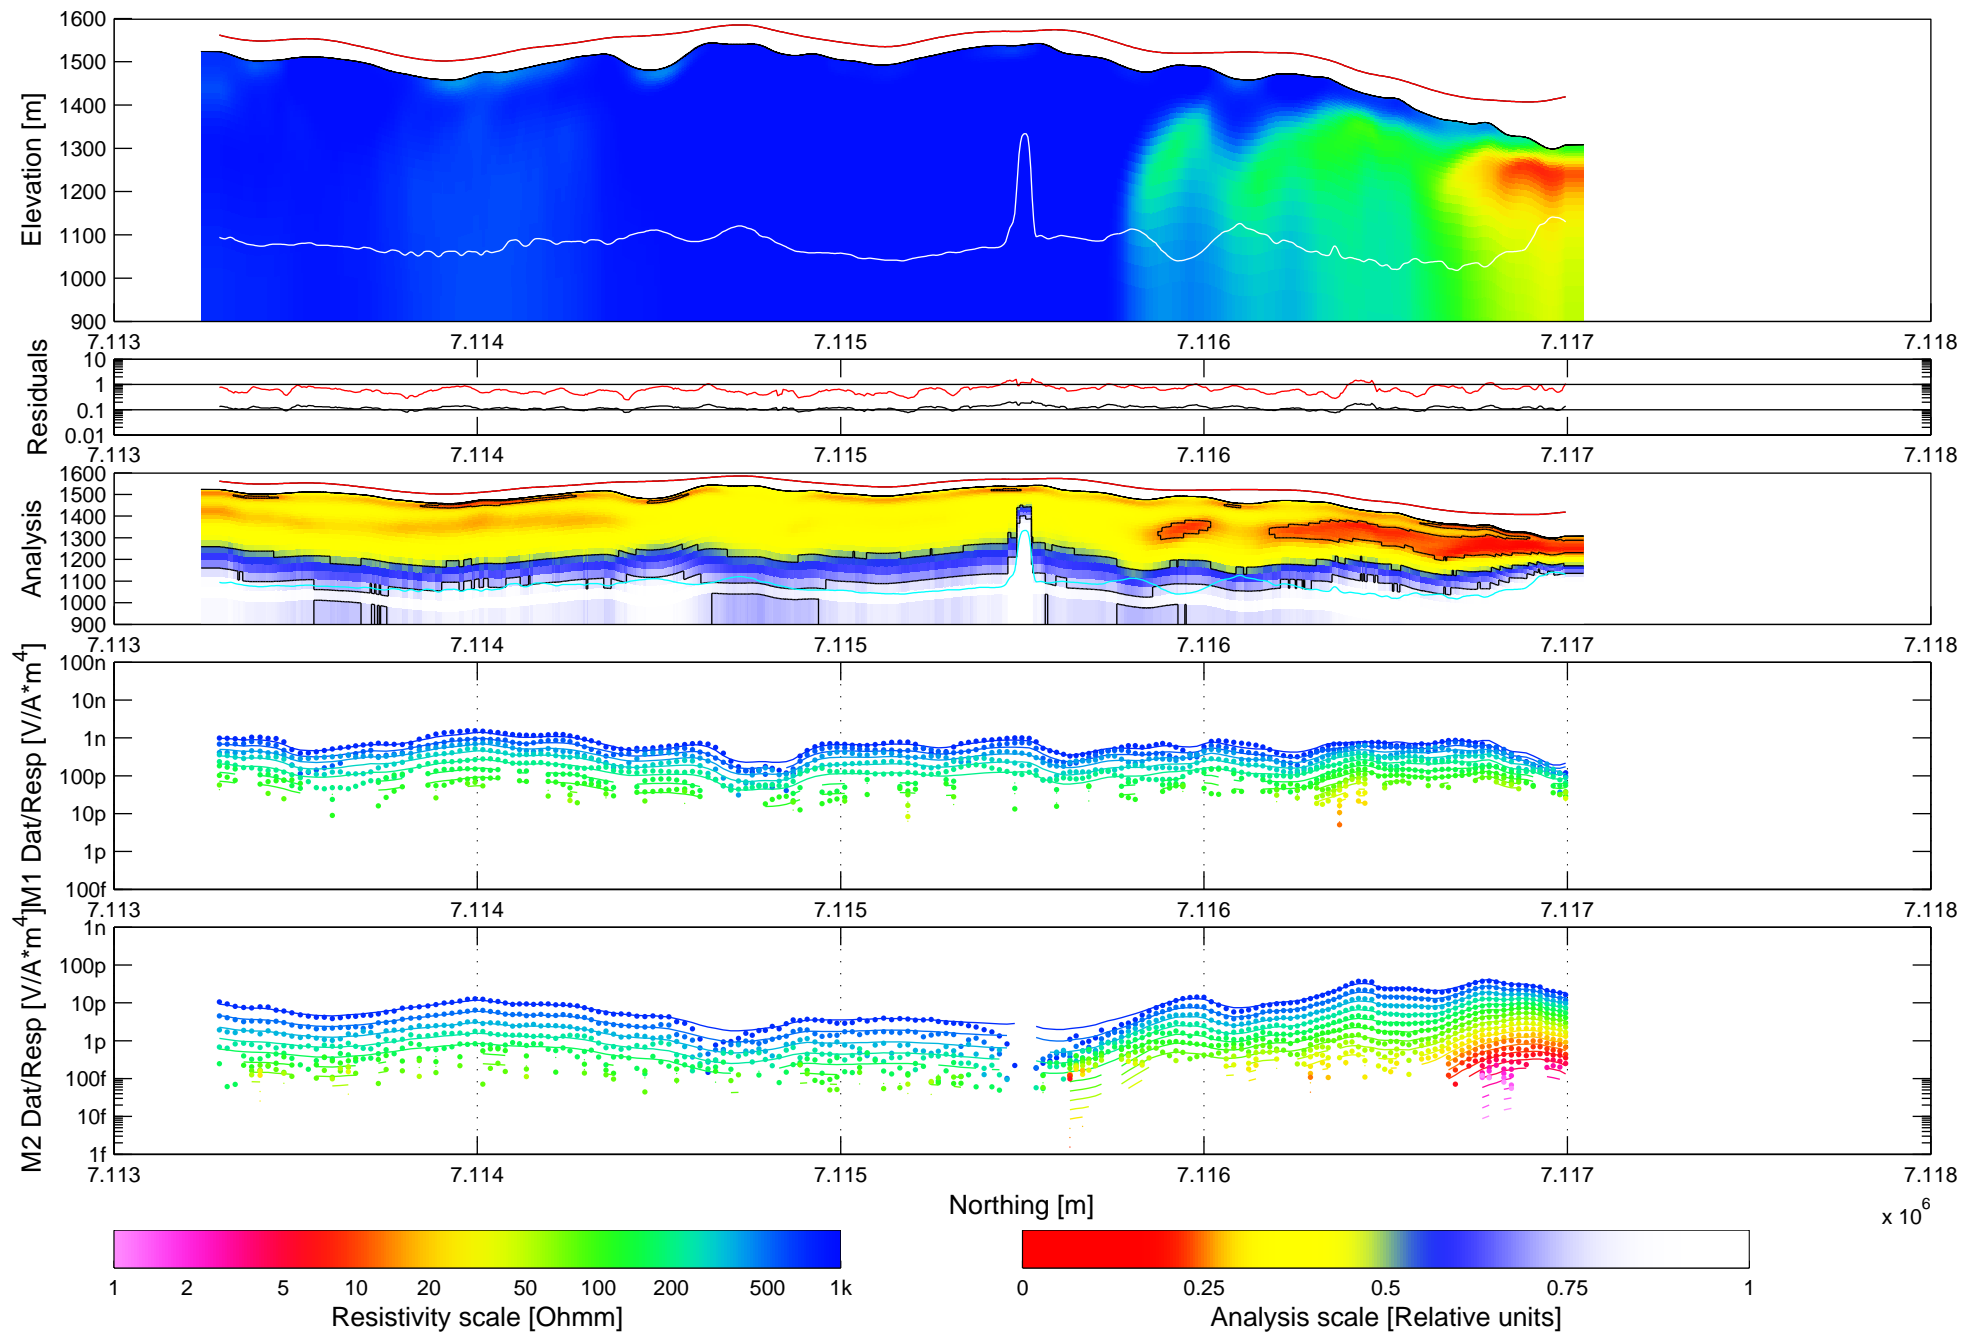 1600
1500
1400
1300
1200
1100
1000
900
Elevation [m]
7.113 7.114 7.115 7.116 7.117 7.118
10
1
0.1
0.01
Residuals
7.113 7.114 7.115 7.116 7.117 7.118
1600
1500
1400
1300
1200
1100
1000
900
Analysis
7.113 7.114 7.115 7.116 7.117 7.118
100n
10n
1n
100p
10p
1p
100f
M1 Dat/Resp [V/A*m4]
7.113 7.114 7.115 7.116 7.117 7.118
1n
100p
10p
1p
100f
10f
1f
M2 Dat/Resp [V/A*m4]
7.113 7.114 7.115 7.116 7.117 7.118
Northing [m]
x 106
1 2 5 10 20 50 100 200 500 1k
Resistivity scale [Ohmm]
0 0.25 0.5 0.75 1
Analysis scale [Relative units]